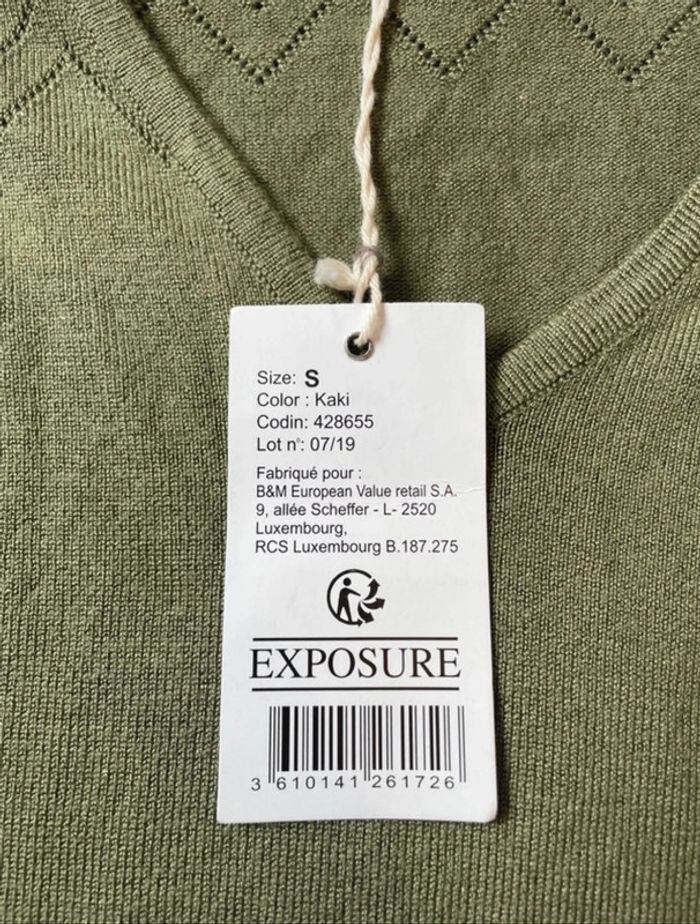 Size: S
Color : Kaki
Codin: 428655
Lot n°: 07/19
Fabriqué pour :
B&M European Value retail S.A.
9, allée Scheffer - L- 2520
Luxembourg,
RCS Luxembourg B.187.275
EXPOSURE
3 610141 261726